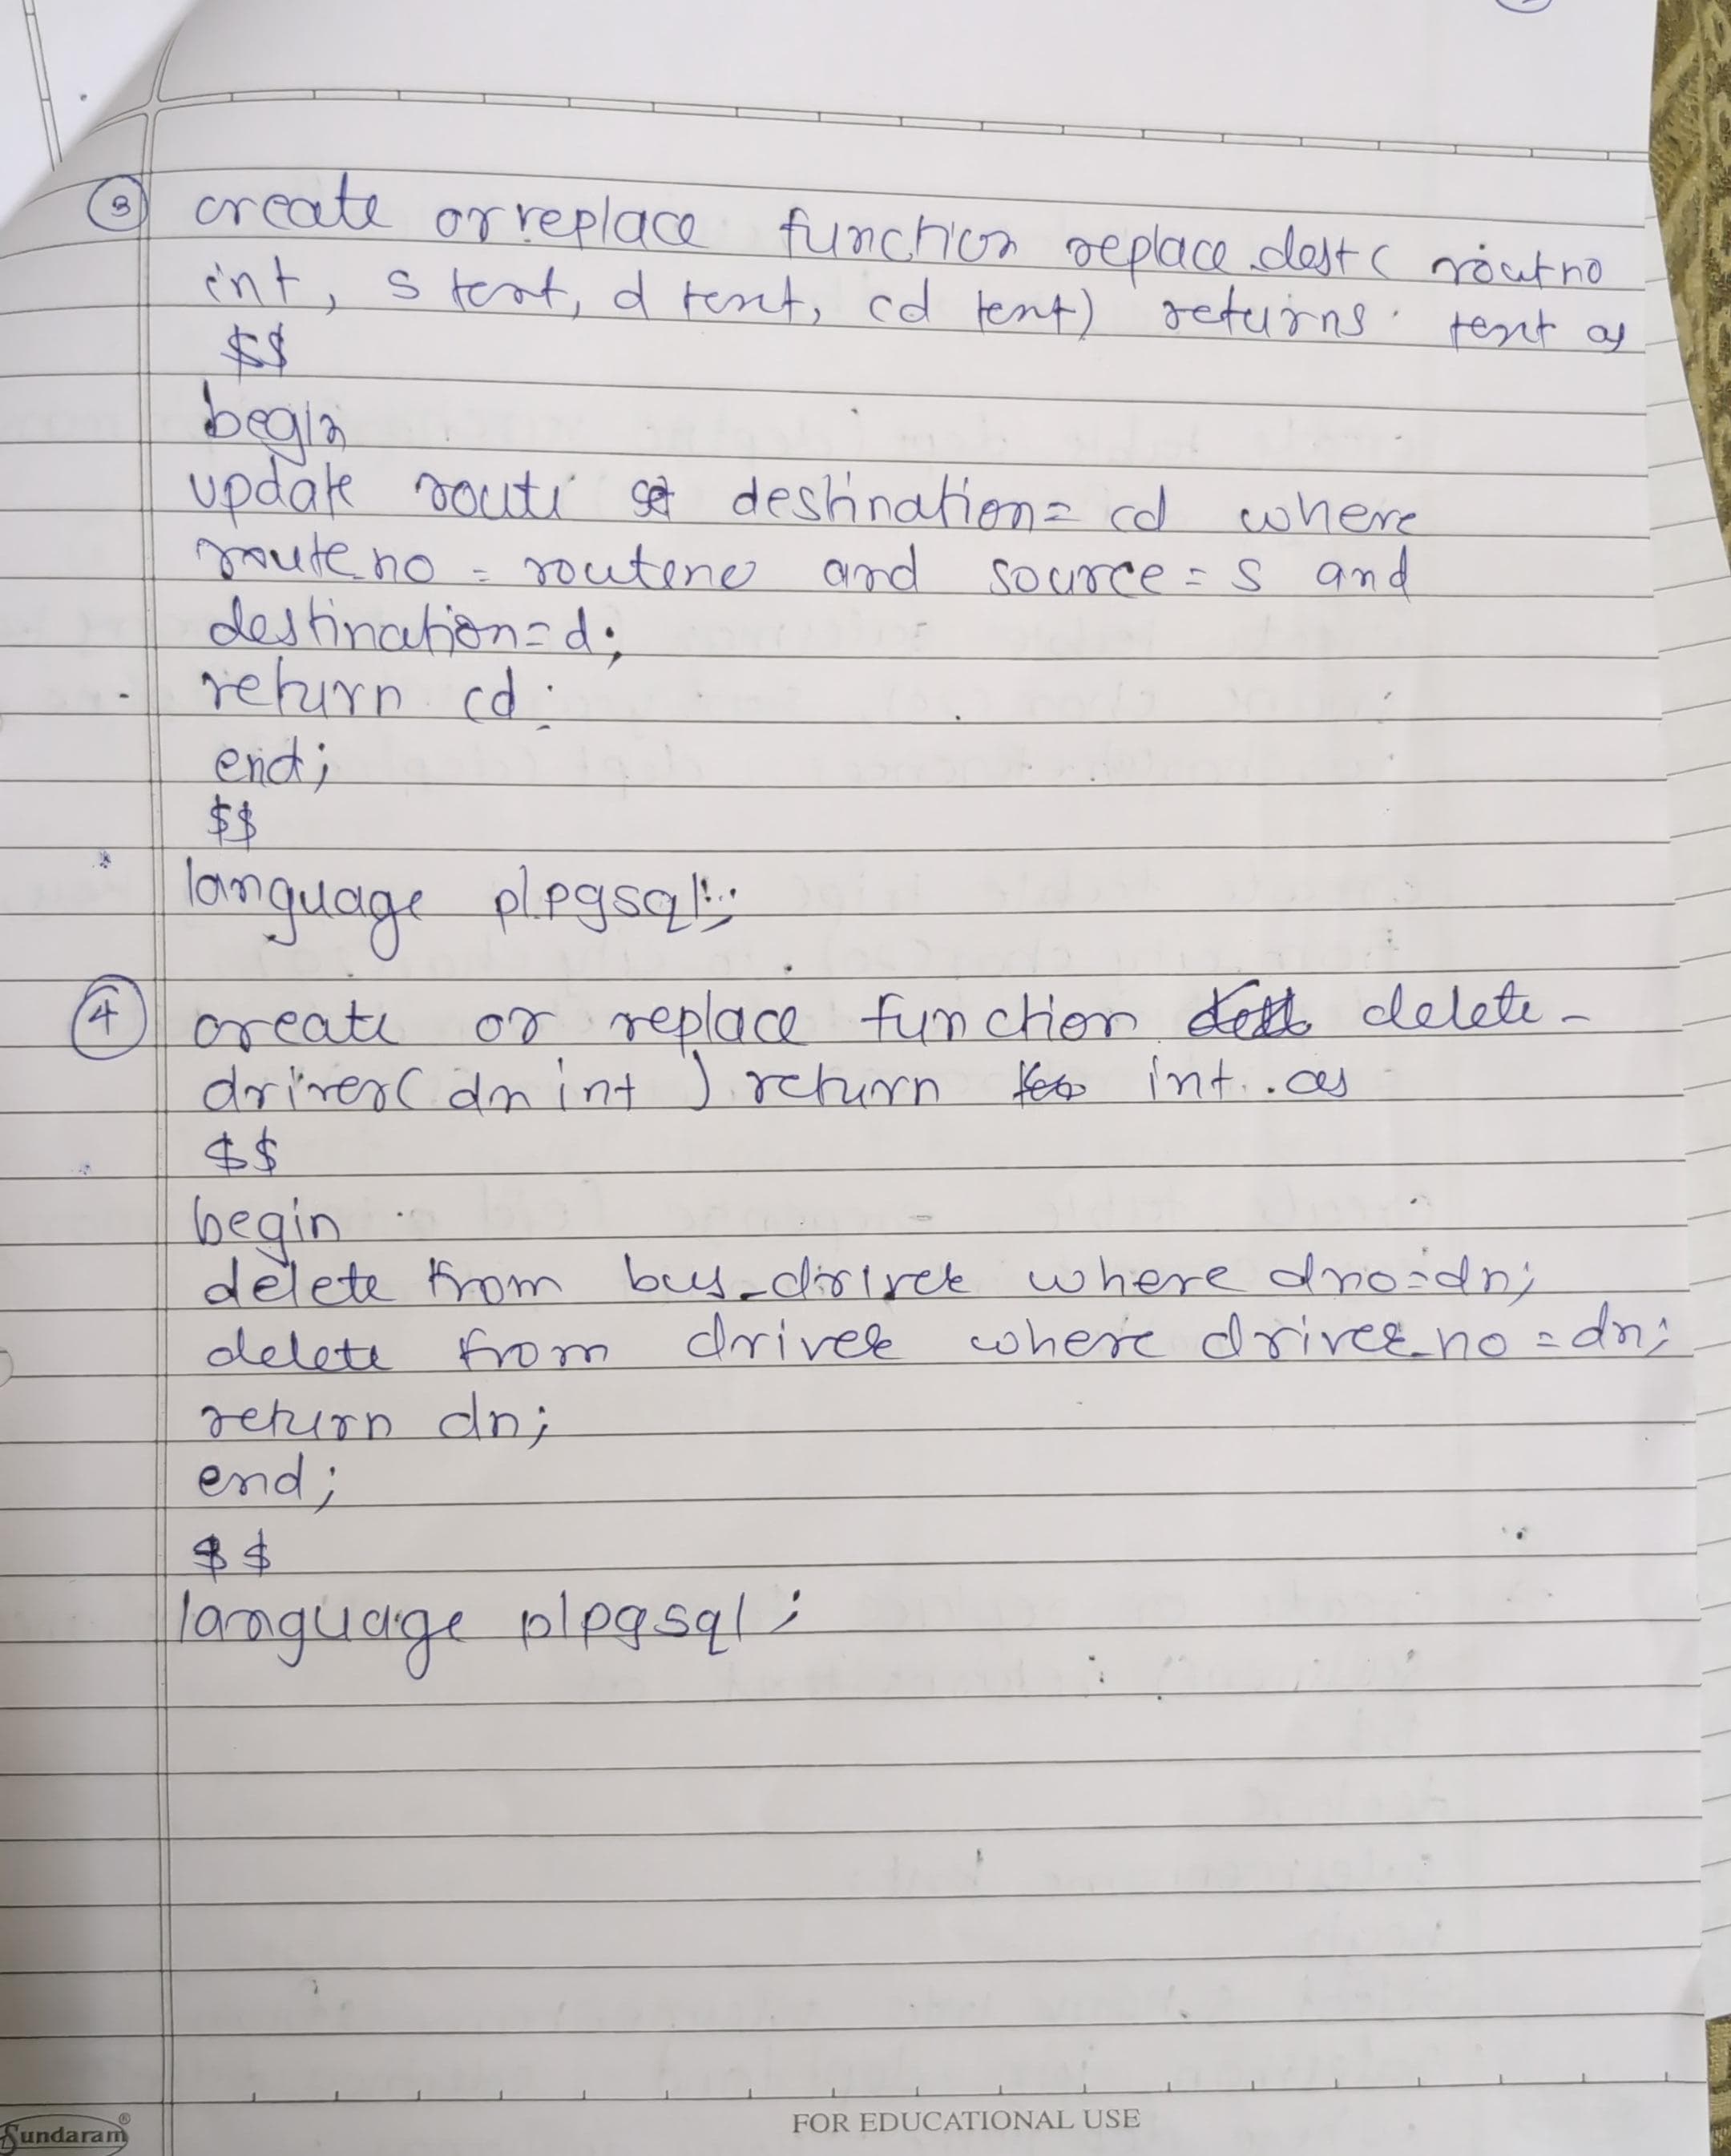 3 create or replace function replace_dest( routno
int, s text, d text, cd text) returns text as
$$
begin
update route set destination= cd where
route_no = routeno and source = s and
destination=d;
return cd;
end;
$$
language plpgsql;
4 create or replace function delete-
driver( dn int ) return int as
$$
begin
delete from bus_driver where dno=dn;
delete from driver where driver_no = dn;
return dn;
end;
$$
language plpgsql;
FOR EDUCATIONAL USE
Sundaram®